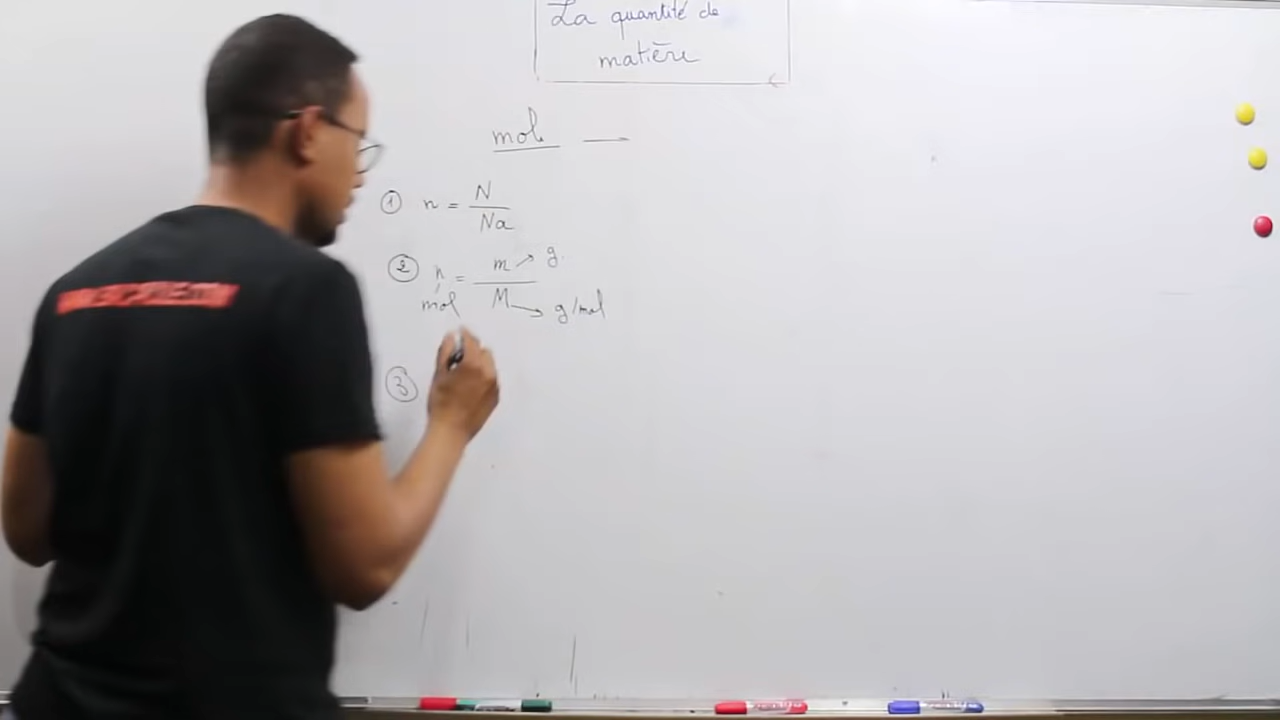 La quantité de
matière
mol →
① n = N / Na
② n = m → g
mol M → g/mol
③